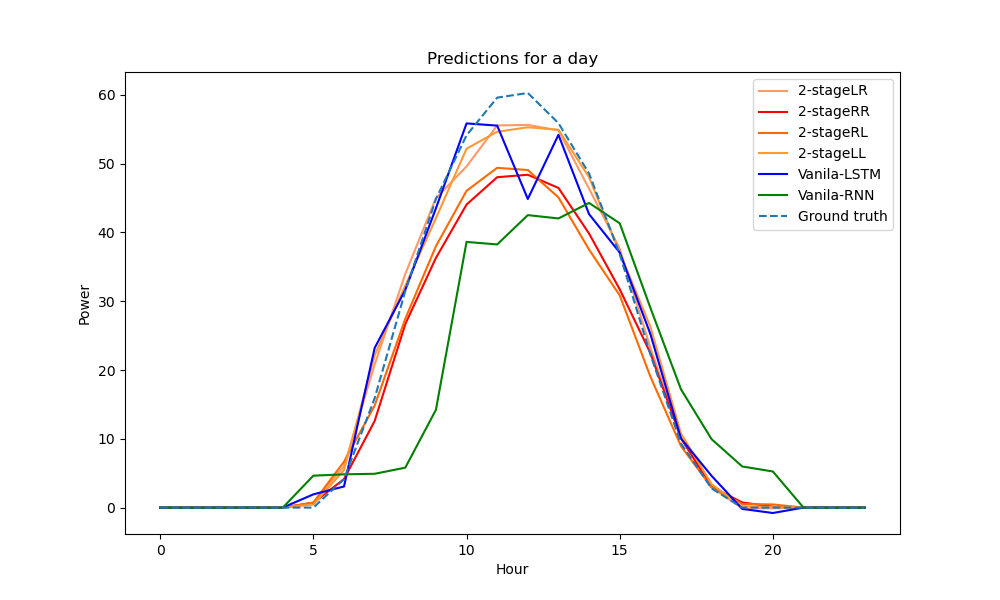 Predictions for a day
2-stageLR
2-stageRR
2-stageRL
2-stageLL
Vanila-LSTM
Vanila-RNN
Ground truth
60
50
40
30
20
10
0
Power
0 5 10 15 20
Hour